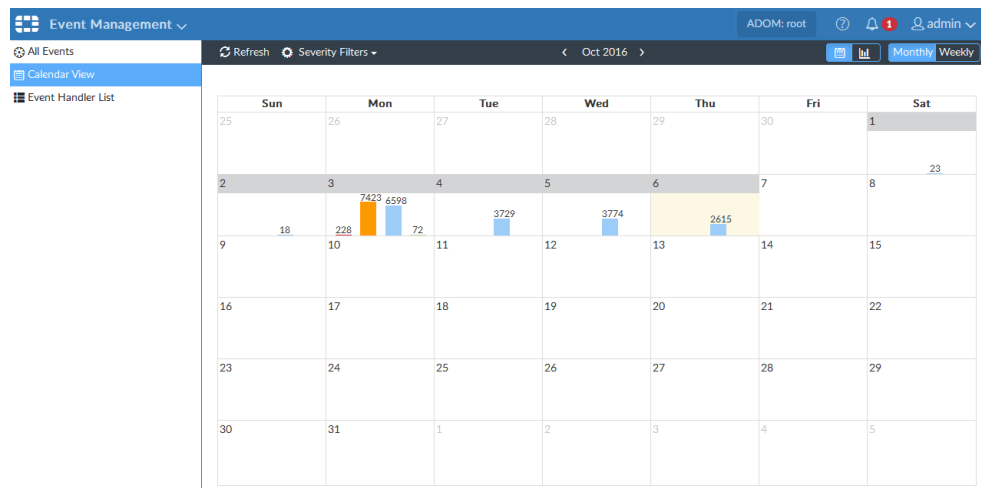 Event Management
ADOM: root
1
admin
All Events
Calendar View
Event Handler List
Refresh Severity Filters
Oct 2016
Monthly Weekly
Sun Mon Tue Wed Thu Fri Sat
25 26 27 28 29 30 1
23
2 3 4 5 6 7 8
18 228 7423 6598 72 3729 3774 2615
9 10 11 12 13 14 15
16 17 18 19 20 21 22
23 24 25 26 27 28 29
30 31 1 2 3 4 5